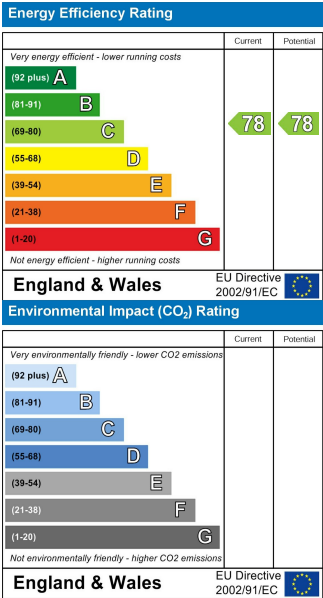 Energy Efficiency Rating
Current Potential
Very energy efficient - lower running costs
(92 plus) A
(81-91) B
(69-80) C
78 78
(55-68) D
(39-54) E
(21-38) F
(1-20) G
Not energy efficient - higher running costs
England & Wales
EU Directive
2002/91/EC
Environmental Impact (CO₂) Rating
Current Potential
Very environmentally friendly - lower CO2 emissions
(92 plus) A
(81-91) B
(69-80) C
(55-68) D
(39-54) E
(21-38) F
(1-20) G
Not environmentally friendly - higher CO2 emissions
England & Wales
EU Directive
2002/91/EC